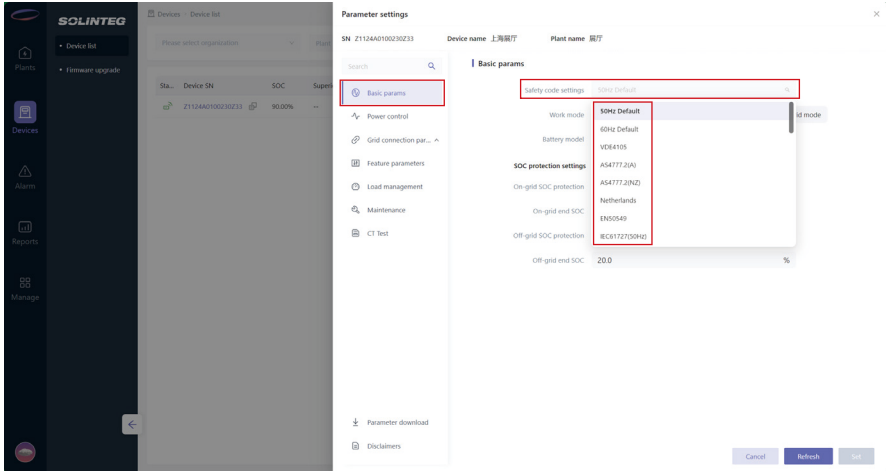 SOLINTEG
Plants
Devices
Alarm
Reports
Manage
• Device list
• Firmware upgrade
Devices Device list
Please select organization
Plant
Sta... Device SN SOC Superi
Z1124A0100230Z33 90.00% --
Parameter settings
SN Z1124A0100230Z33 Device name 上海展厅 Plant name 展厅
Search
Basic params
Power control
Grid connection par...
Feature parameters
Load management
Maintenance
CT Test
Parameter download
Disclaimers
Basic params
Safety code settings 50Hz Default
Work mode
id mode
Battery model
SOC protection settings
On-grid SOC protection
On-grid end SOC
Off-grid SOC protection
Off-grid end SOC 20.0 %
50Hz Default
60Hz Default
VDE4105
AS4777.2(A)
AS4777.2(NZ)
Netherlands
EN50549
IEC61727(50Hz)
Cancel
Refresh
Set